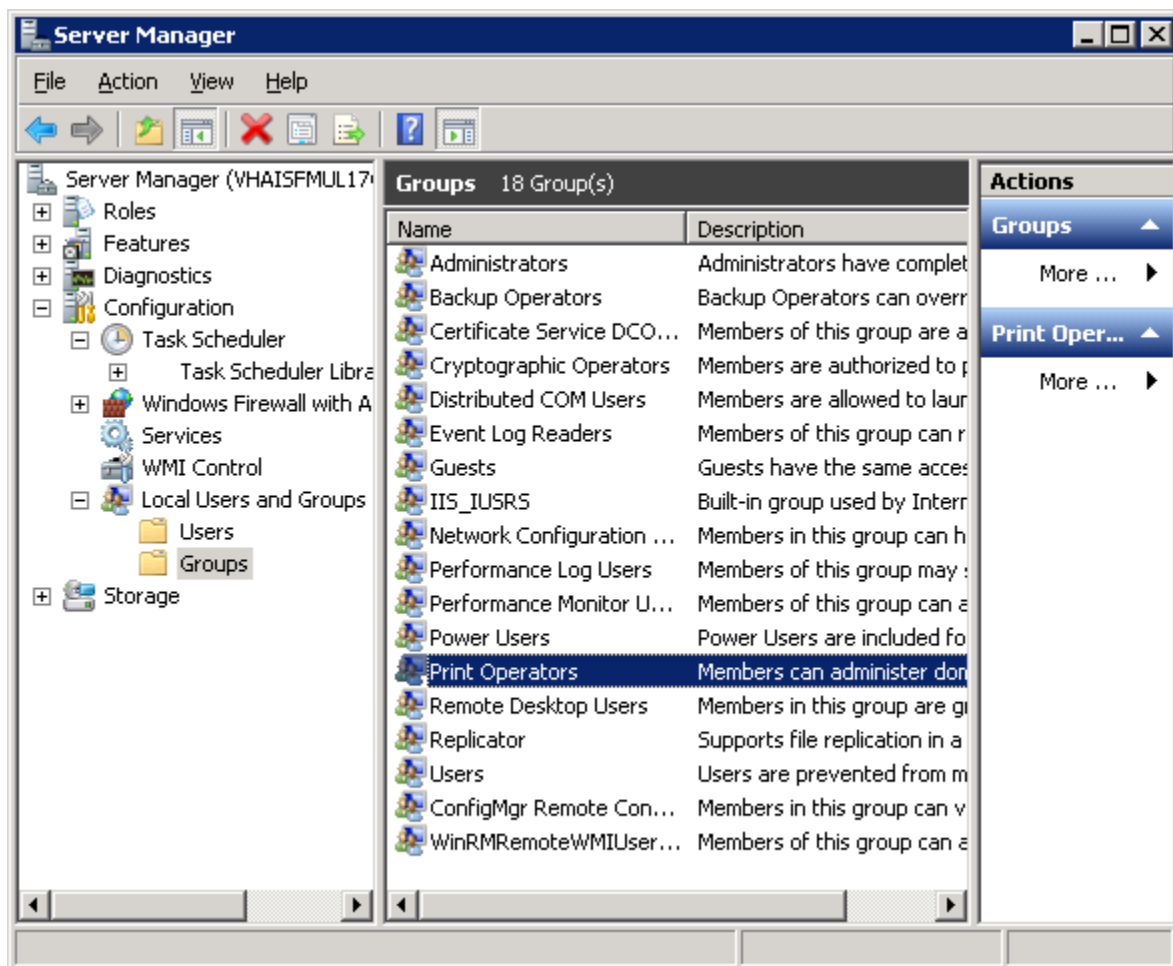 Server Manager
File Action View Help
Server Manager (VHAISFMUL17
Roles
Features
Diagnostics
Configuration
Task Scheduler
Task Scheduler Libra
Windows Firewall with A
Services
WMI Control
Local Users and Groups
Users
Groups
Storage
Groups 18 Group(s)
Name Description
Administrators Administrators have complet
Backup Operators Backup Operators can overr
Certificate Service DCO... Members of this group are a
Cryptographic Operators Members are authorized to p
Distributed COM Users Members are allowed to laun
Event Log Readers Members of this group can r
Guests Guests have the same acces
IIS_IUSRS Built-in group used by Intern
Network Configuration ... Members in this group can h
Performance Log Users Members of this group may s
Performance Monitor U... Members of this group can a
Power Users Power Users are included fo
Print Operators Members can administer dom
Remote Desktop Users Members in this group are gr
Replicator Supports file replication in a
Users Users are prevented from m
ConfigMgr Remote Con... Members in this group can v
WinRMRemoteWMIUser... Members of this group can a
Actions
Groups
More ...
Print Oper...
More ...